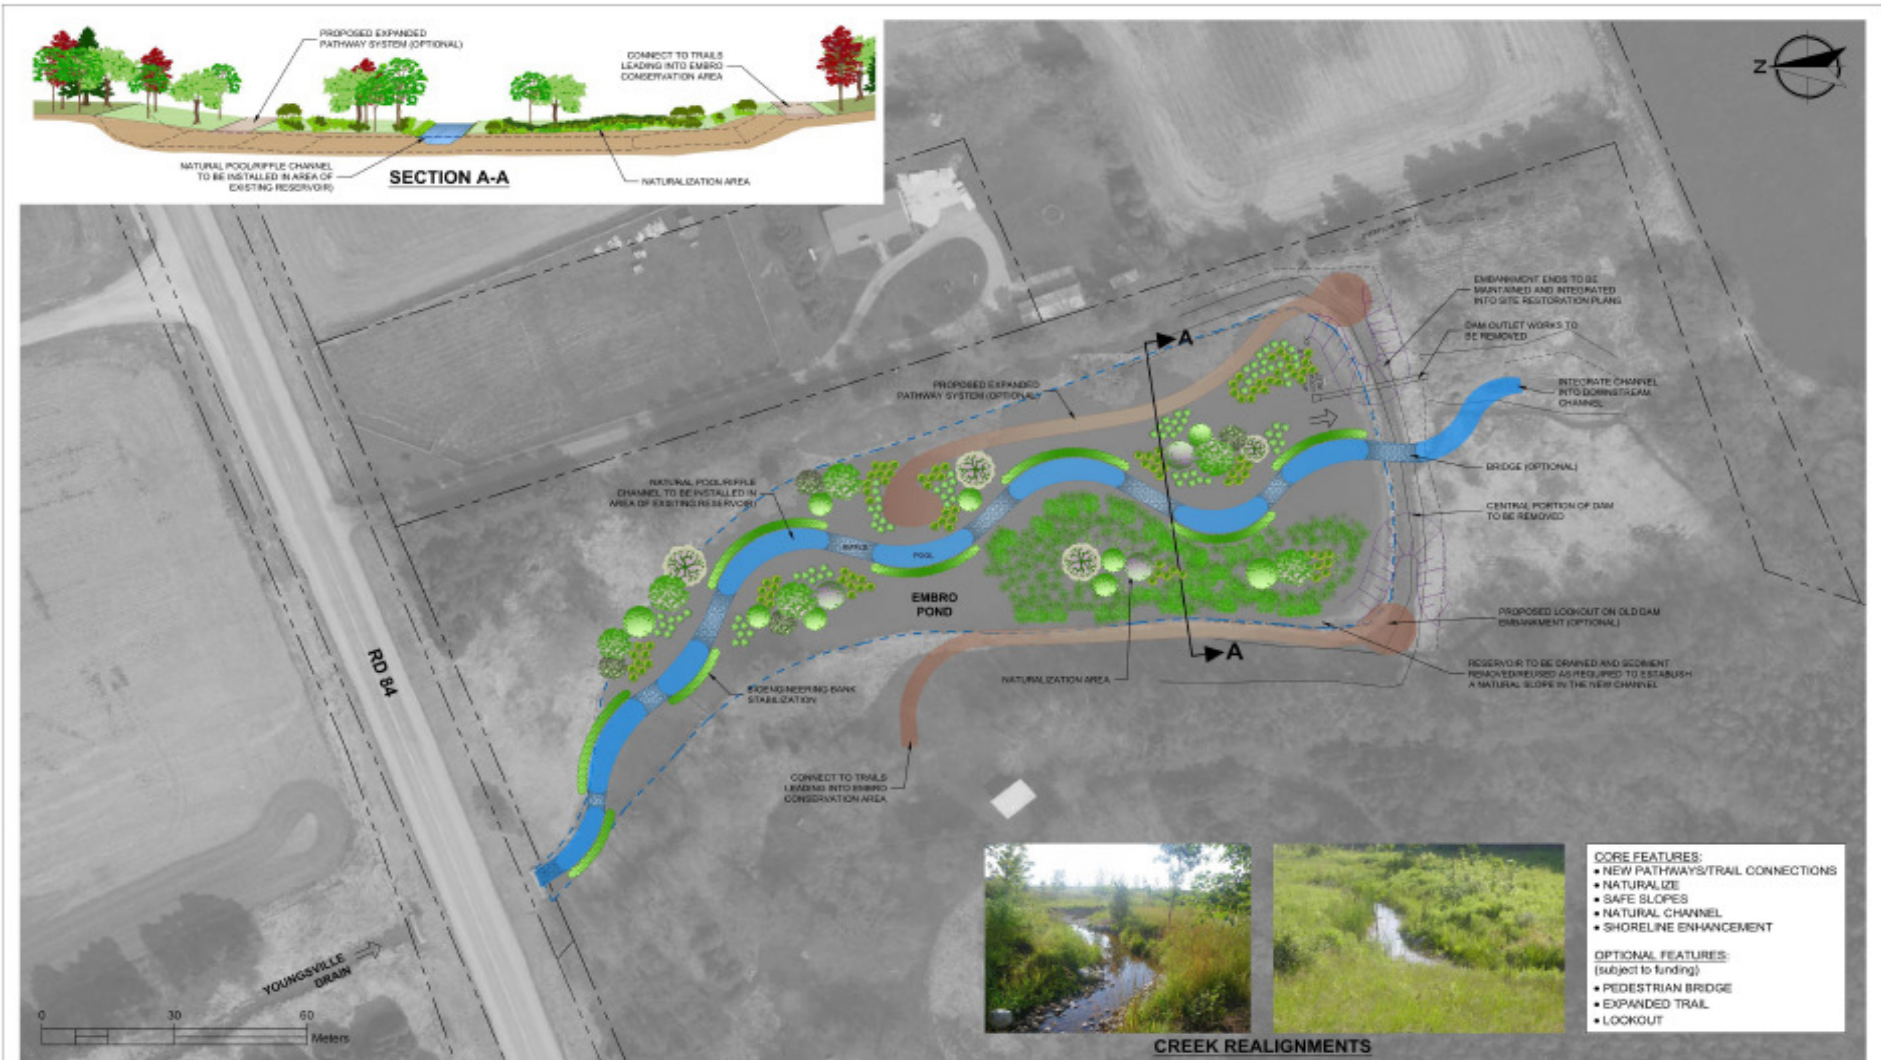 PROPOSED EXPANDED
PATHWAY SYSTEM (OPTIONAL)
CONNECT TO TRAILS
LEADING INTO EMBRO
CONSERVATION AREA
NATURAL POOL/RIFFLE CHANNEL
TO BE INSTALLED IN AREA OF
EXISTING RESERVOIR)
SECTION A-A
NATURALIZATION AREA
Z
EMBANKMENT ENDS TO BE
MAINTAINED AND INTEGRATED
INTO SITE RESTORATION PLANS
DAM OUTLET WORKS TO
BE REMOVED
A
PROPOSED EXPANDED
PATHWAY SYSTEM (OPTIONAL)
INTEGRATE CHANNEL
INTO DOWNSTREAM
CHANNEL
BRIDGE (OPTIONAL)
NATURAL POOL/RIFFLE
CHANNEL TO BE INSTALLED IN
AREA OF EXISTING RESERVOIR)
CENTRAL PORTION OF DAM
TO BE REMOVED
RIFFLE
POOL
EMBRO
POND
PROPOSED LOOKOUT ON OLD DAM
EMBANKMENT (OPTIONAL)
A
RD 84
NATURALIZATION AREA
RESERVOIR TO BE DRAINED AND SEDIMENT
REMOVED/REUSED AS REQUIRED TO ESTABLISH
A NATURAL SLOPE IN THE NEW CHANNEL
BIOENGINEERING BANK
STABILIZATION
CONNECT TO TRAILS
LEADING INTO EMBRO
CONSERVATION AREA
YOUNGSVILLE
DRAIN
0 30 60
Meters
CREEK REALIGNMENTS
CORE FEATURES:
• NEW PATHWAYS/TRAIL CONNECTIONS
• NATURALIZE
• SAFE SLOPES
• NATURAL CHANNEL
• SHORELINE ENHANCEMENT
OPTIONAL FEATURES:
(subject to funding)
• PEDESTRIAN BRIDGE
• EXPANDED TRAIL
• LOOKOUT